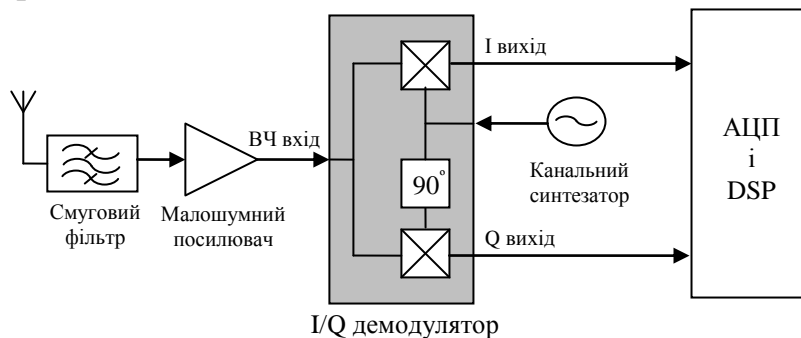 I вихід
ВЧ вхід
90°
Смуговий
фільтр
Малошумний
посилювач
Канальний
синтезатор
Q вихід
АЦП
і
DSP
I/Q демодулятор